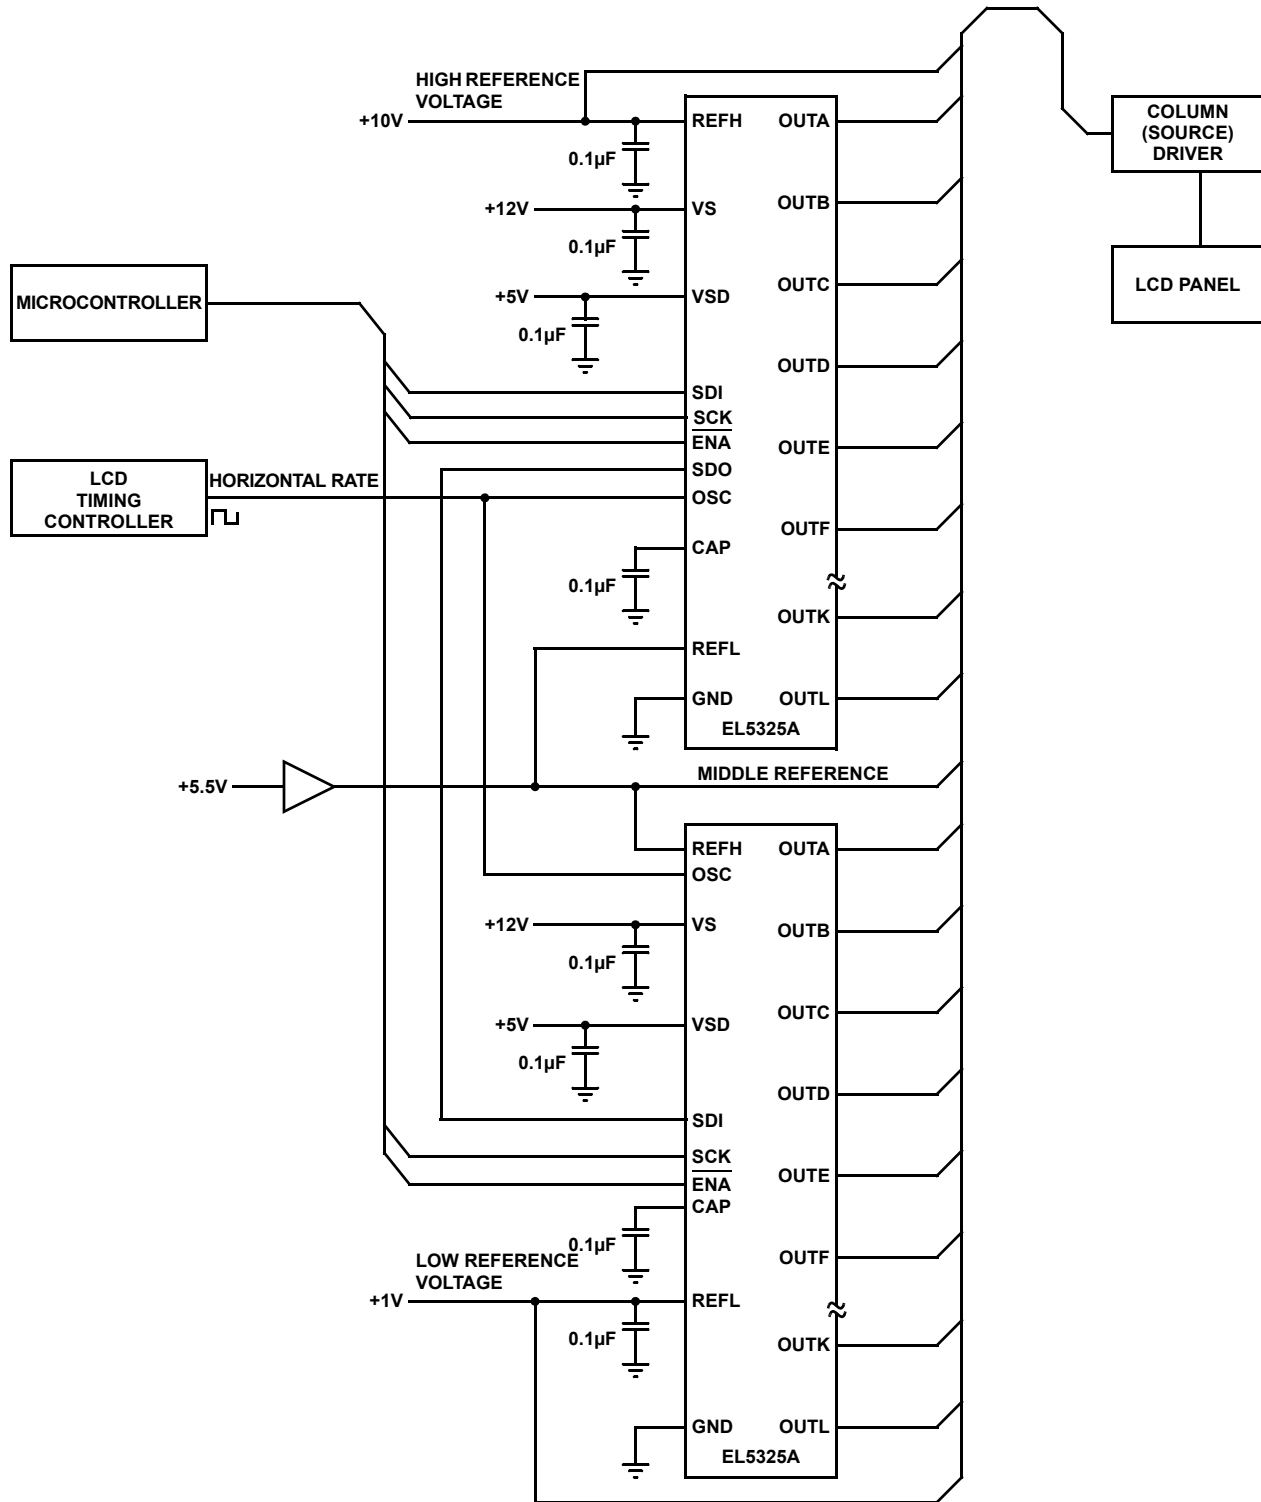 HIGH REFERENCE
VOLTAGE
+10V
REFH
OUTA
0.1µF
COLUMN
(SOURCE)
DRIVER
+12V
VS
OUTB
0.1µF
MICROCONTROLLER
+5V
VSD
OUTC
LCD PANEL
0.1µF
OUTD
SDI
SCK
ENA
OUTE
SDO
LCD
TIMING
CONTROLLER
HORIZONTAL RATE
OSC
OUTF
CAP
0.1µF
OUTK
REFL
GND
OUTL
EL5325A
+5.5V
MIDDLE REFERENCE
REFH
OUTA
OSC
+12V
VS
OUTB
0.1µF
+5V
VSD
OUTC
0.1µF
OUTD
SDI
SCK
OUTE
ENA
CAP
0.1µF
OUTF
LOW REFERENCE
VOLTAGE
+1V
REFL
0.1µF
OUTK
GND
OUTL
EL5325A